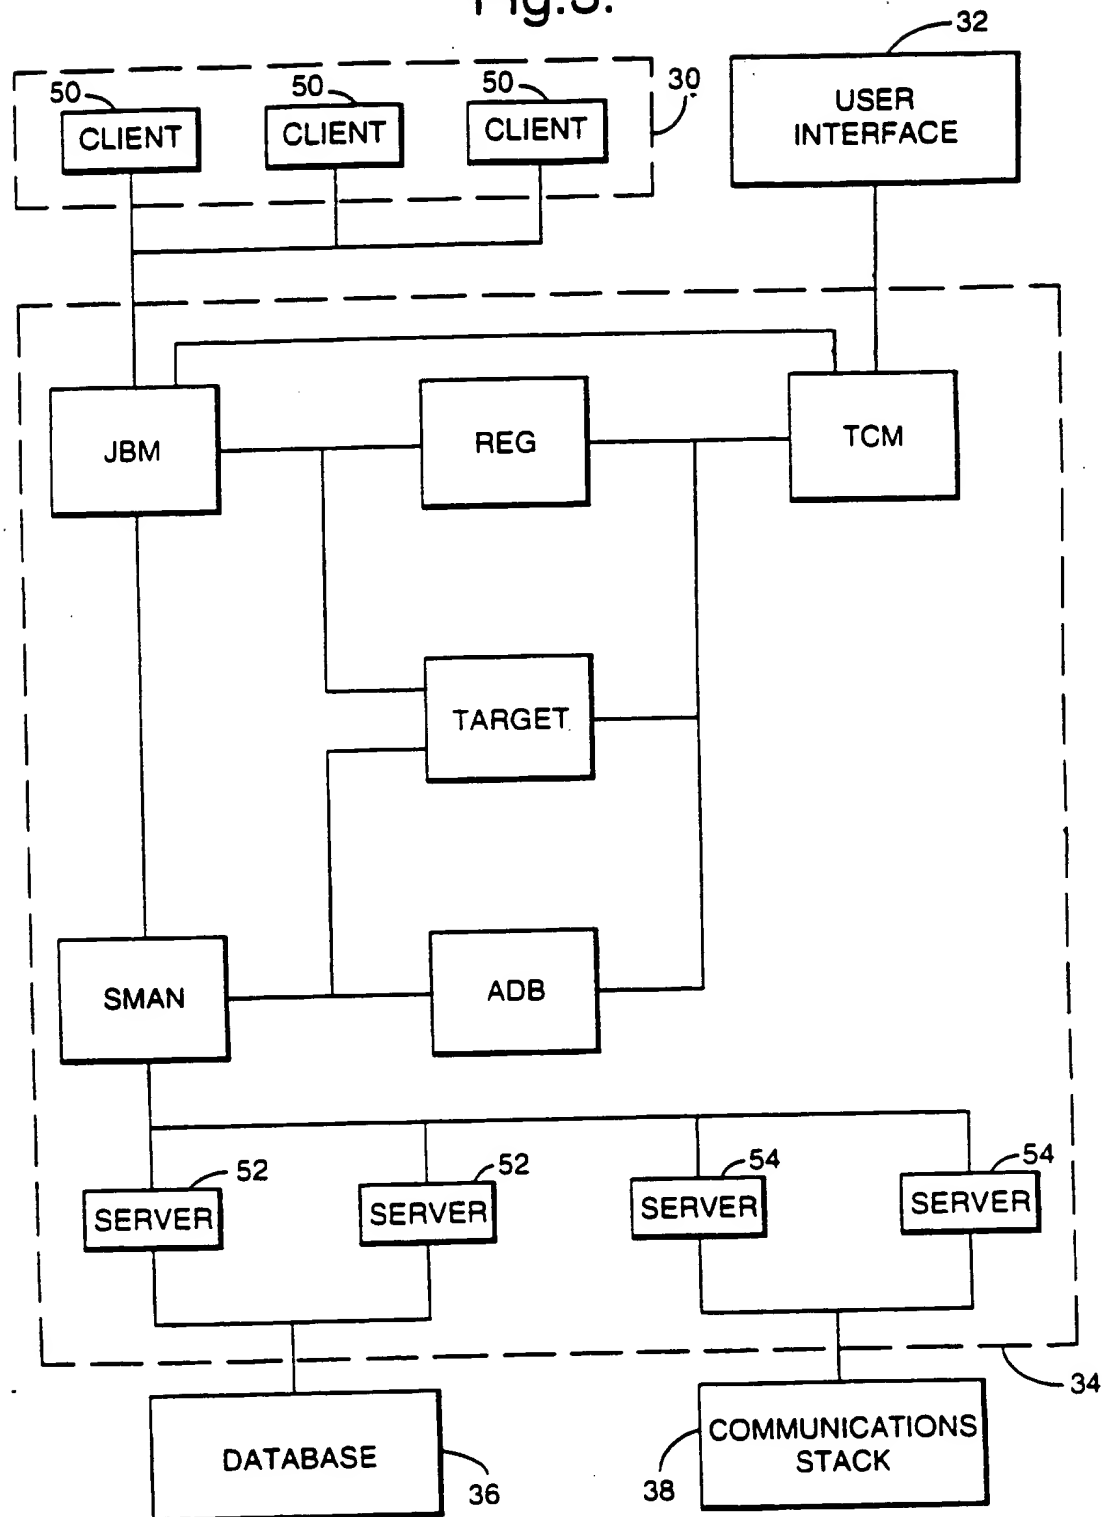 Fig.3.
32
50
50
50
30
CLIENT
CLIENT
CLIENT
USER
INTERFACE
JBM
REG
TCM
TARGET
SMAN
ADB
52
52
54
54
SERVER
SERVER
SERVER
SERVER
34
DATABASE
36
38
COMMUNICATIONS
STACK